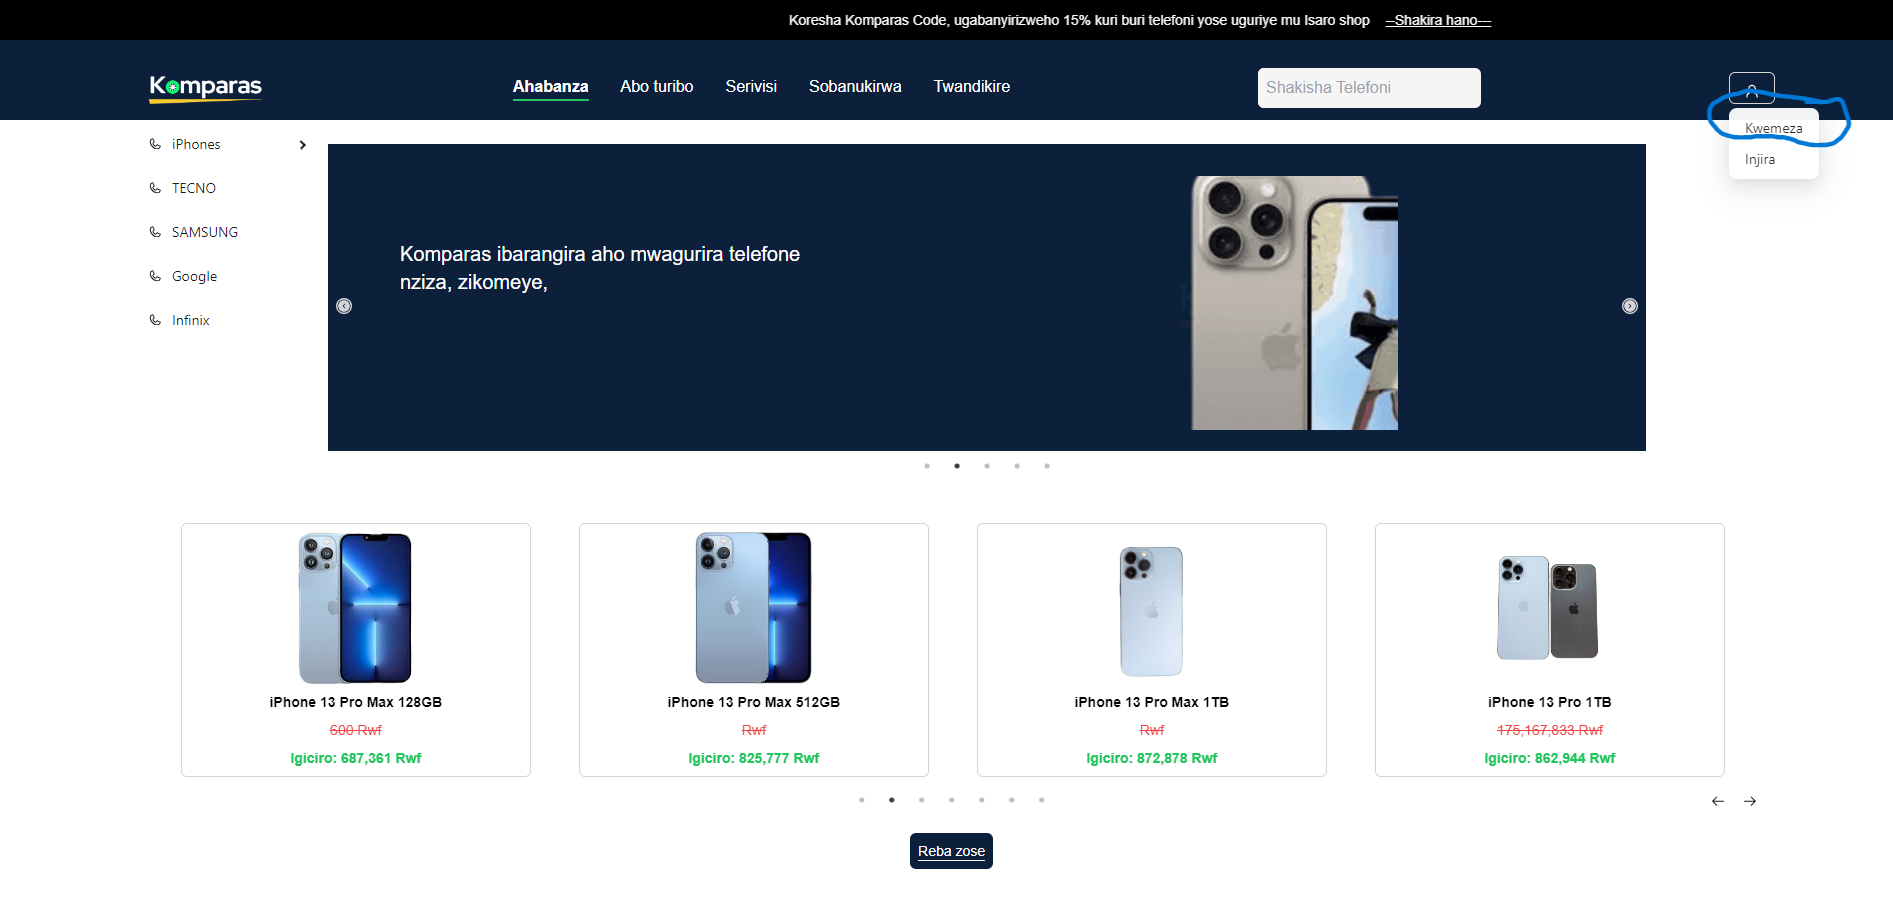 Koresha Komparas Code, ugabanyirizweho 15% kuri buri telefoni yose uguriye mu Isaro shop —Shakira hano—
Komparas
Ahabanza Abo turibo Serivisi Sobanukirwa Twandikire
Shakisha Telefoni
Kwemeza
Injira
iPhones
TECNO
SAMSUNG
Google
Infinix
Komparas ibarangira aho mwagurira telefone
nziza, zikomeye,
iPhone 13 Pro Max 128GB
600 Rwf
Igiciro: 687,361 Rwf
iPhone 13 Pro Max 512GB
Rwf
Igiciro: 825,777 Rwf
iPhone 13 Pro Max 1TB
Rwf
Igiciro: 872,878 Rwf
iPhone 13 Pro 1TB
175,167,833 Rwf
Igiciro: 862,944 Rwf
Reba zose